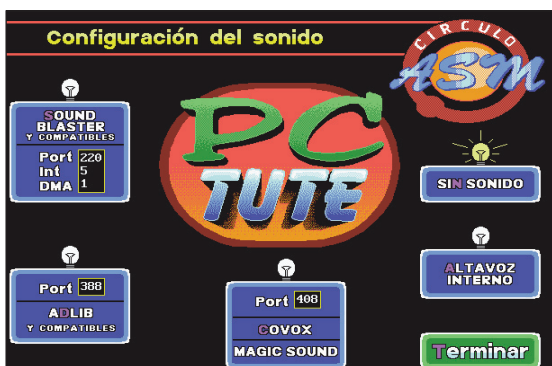 Configuración del sonido
CIRCULO
ASM
SOUND
BLASTER
Y COMPATIBLES
Port 220
Int 5
DMA 1
PC
TUTE
SIN SONIDO
Port 388
ADLIB
Y COMPATIBLES
Port 408
COVOX
MAGIC SOUND
ALTAVOZ
INTERNO
Terminar